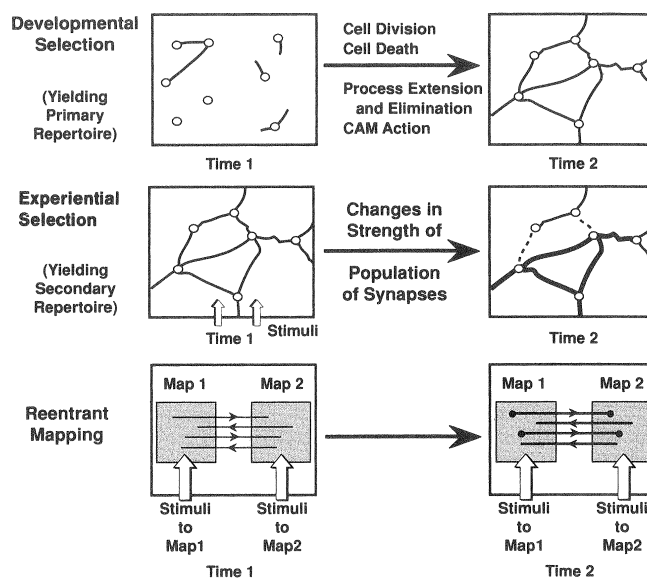 Developmental
Selection
(Yielding
Primary
Repertoire)
Time 1
Cell Division
Cell Death
Process Extension
and Elimination
CAM Action
Time 2
Experiential
Selection
(Yielding
Secondary
Repertoire)
Time 1
Stimuli
Changes in
Strength of
Population
of Synapses
Time 2
Reentrant
Mapping
Map 1 Map 2
Stimuli Stimuli
to to
Map1 Map2
Time 1
Map 1 Map 2
Stimuli Stimuli
to to
Map1 Map2
Time 2